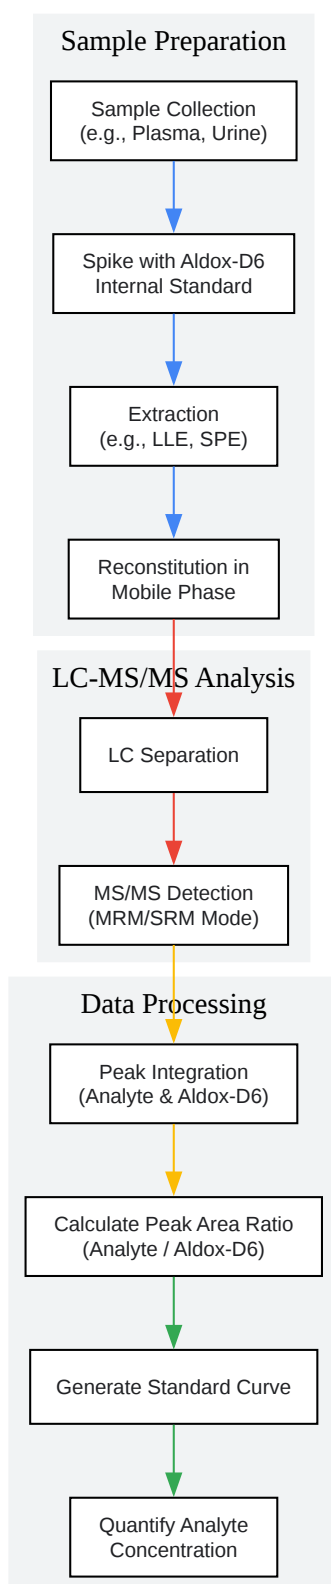 Sample Preparation
Sample Collection
(e.g., Plasma, Urine)
Spike with Aldox-D6
Internal Standard
Extraction
(e.g., LLE, SPE)
Reconstitution in
Mobile Phase
LC-MS/MS Analysis
LC Separation
MS/MS Detection
(MRM/SRM Mode)
Data Processing
Peak Integration
(Analyte & Aldox-D6)
Calculate Peak Area Ratio
(Analyte / Aldox-D6)
Generate Standard Curve
Quantify Analyte
Concentration